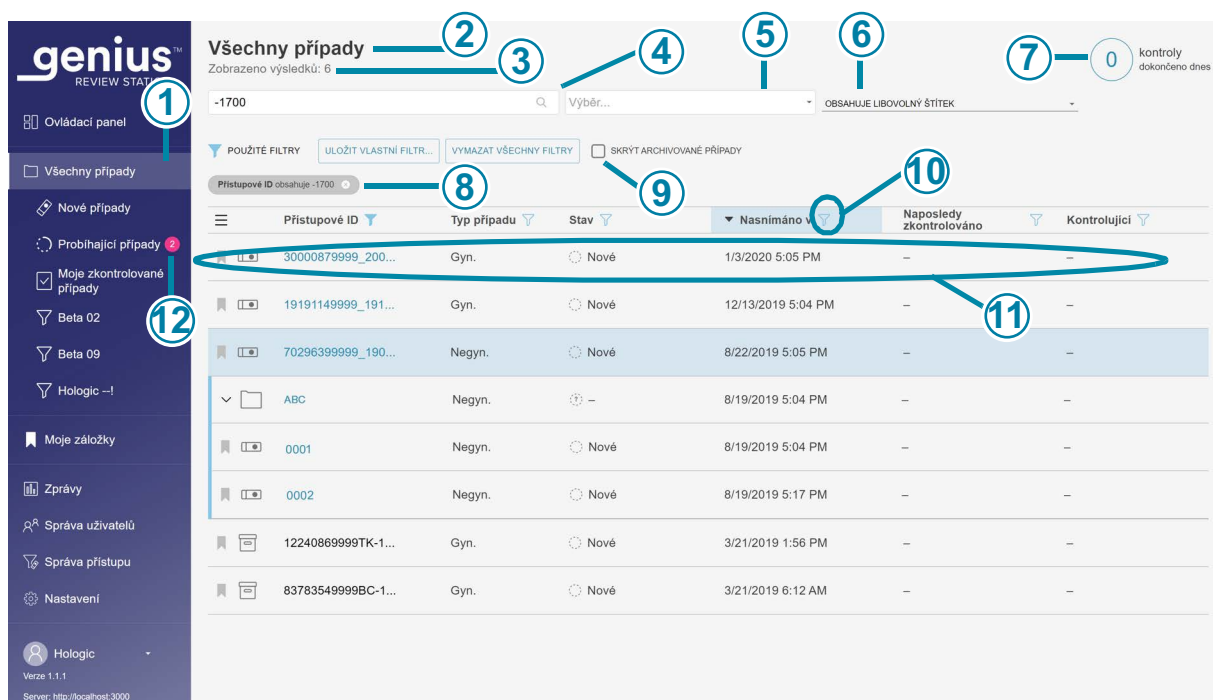 genius™
REVIEW STATI
Ovládací panel
Všechny případy
Nové případy
Probíhající případy 2
Moje zkontrolované
případy
Beta 02
Beta 09
Hologic --!
Moje záložky
Zprávy
Správa uživatelů
Správa přístupu
Nastavení
Hologic
Verze 1.1.1
Server: http://localhost:3000
1
12
Všechny případy
2
Zobrazeno výsledků: 6
3
4
5
6
7
0
kontroly
dokončeno dnes
-1700
Výběr...
OBSAHUJE LIBOVOLNÝ ŠTÍTEK
POUŽITÉ FILTRY
ULOŽIT VLASTNÍ FILTR...
VYMAZAT VŠECHNY FILTRY
SKRÝT ARCHIVOVANÉ PŘÍPADY
Přístupové ID obsahuje -1700
8
9
10
Přístupové ID
Typ případu
Stav
Nasnímáno v
Naposledy
zkontrolováno
Kontrolující
30000879999_200... Gyn. Nové 1/3/2020 5:05 PM – –
11
19191149999_191... Gyn. Nové 12/13/2019 5:04 PM – –
70296399999_190... Negyn. Nové 8/22/2019 5:05 PM – –
ABC Negyn. – 8/19/2019 5:04 PM – –
0001 Negyn. Nové 8/19/2019 5:04 PM – –
0002 Negyn. Nové 8/19/2019 5:17 PM – –
12240869999TK-1... Gyn. Nové 3/21/2019 1:56 PM – –
83783549999BC-1... Gyn. Nové 3/21/2019 6:12 AM – –